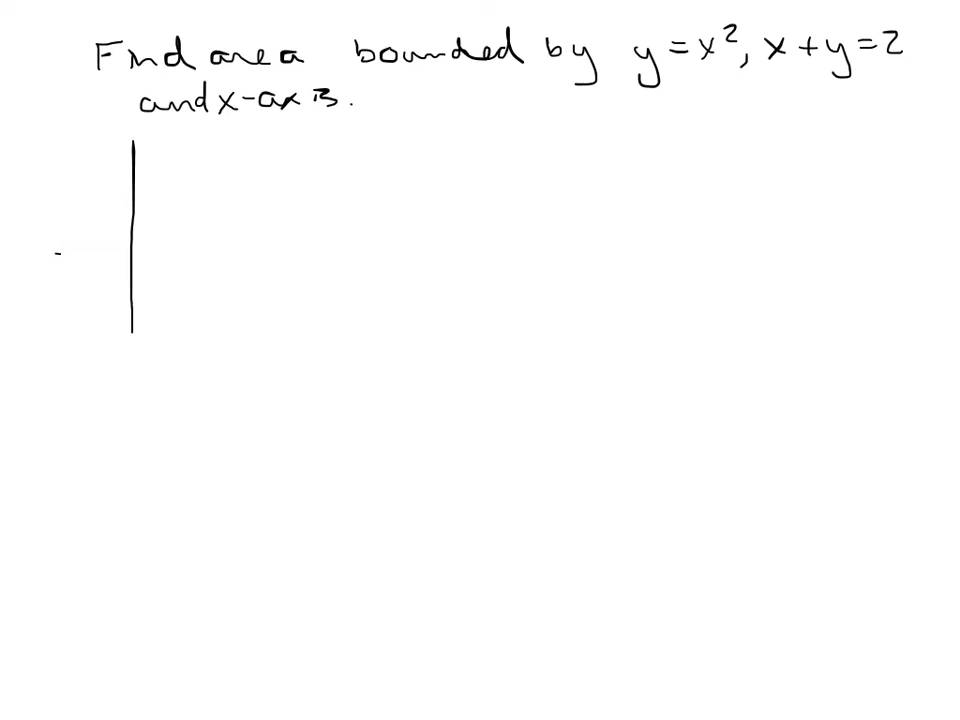 Find area bounded by y = x², x + y = 2
and x-axis.